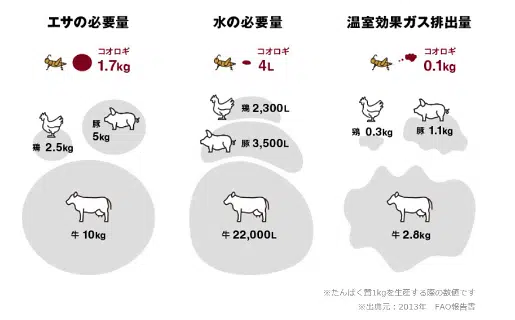 エサの必要量
コオロギ
1.7kg
鶏 2.5kg
豚
5kg
牛 10kg
水の必要量
コオロギ
4L
鶏 2,300L
豚 3,500L
牛 22,000L
温室効果ガス排出量
コオロギ
0.1kg
鶏 0.3kg
豚 1.1kg
牛 2.8kg
※たんぱく質1kgを生産する際の数値です
※出典元：2013年 FAO報告書